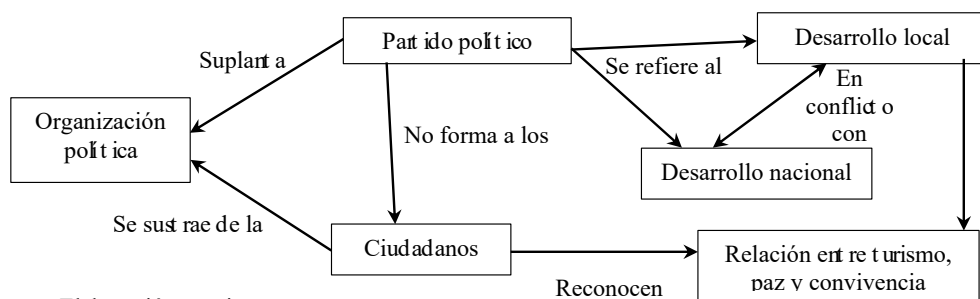 Partido político
Desarrollo local
Suplanta
Se refiere al
En
conflicto
con
Organización
política
No forma a los
Desarrollo nacional
Se sustrae de la
Ciudadanos
Relación entre turismo,
paz y convivencia
Reconocen